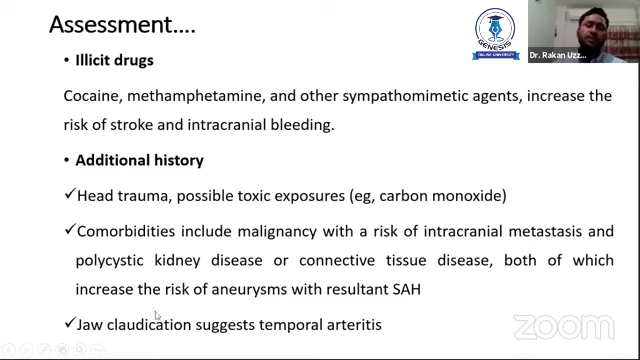 Assessment....
• Illicit drugs
Cocaine, methamphetamine, and other sympathomimetic agents, increase the
risk of stroke and intracranial bleeding.
• Additional history
✓Head trauma, possible toxic exposures (eg, carbon monoxide)
✓Comorbidities include malignancy with a risk of intracranial metastasis and
polycystic kidney disease or connective tissue disease, both of which
increase the risk of aneurysms with resultant SAH
✓Jaw claudication suggests temporal arteritis
GENESIS
ONLINE UNIVERSITY
Dr. Rakan Uzz...
zoom